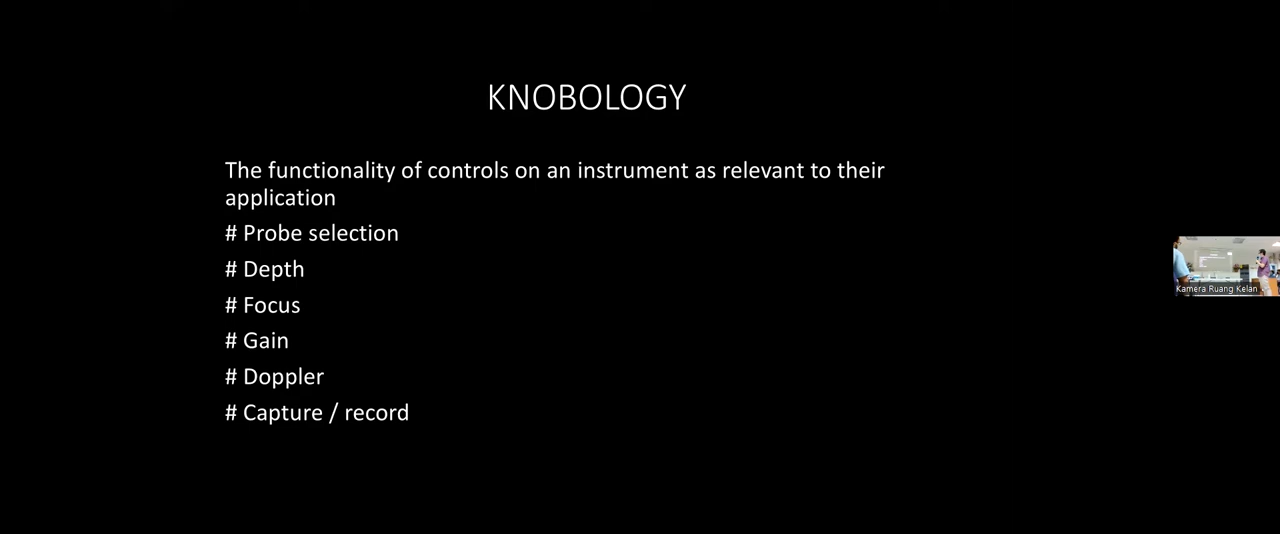 KNOBOLOGY
The functionality of controls on an instrument as relevant to their
application
# Probe selection
# Depth
# Focus
# Gain
# Doppler
# Capture / record
Kamera Ruang Kelan